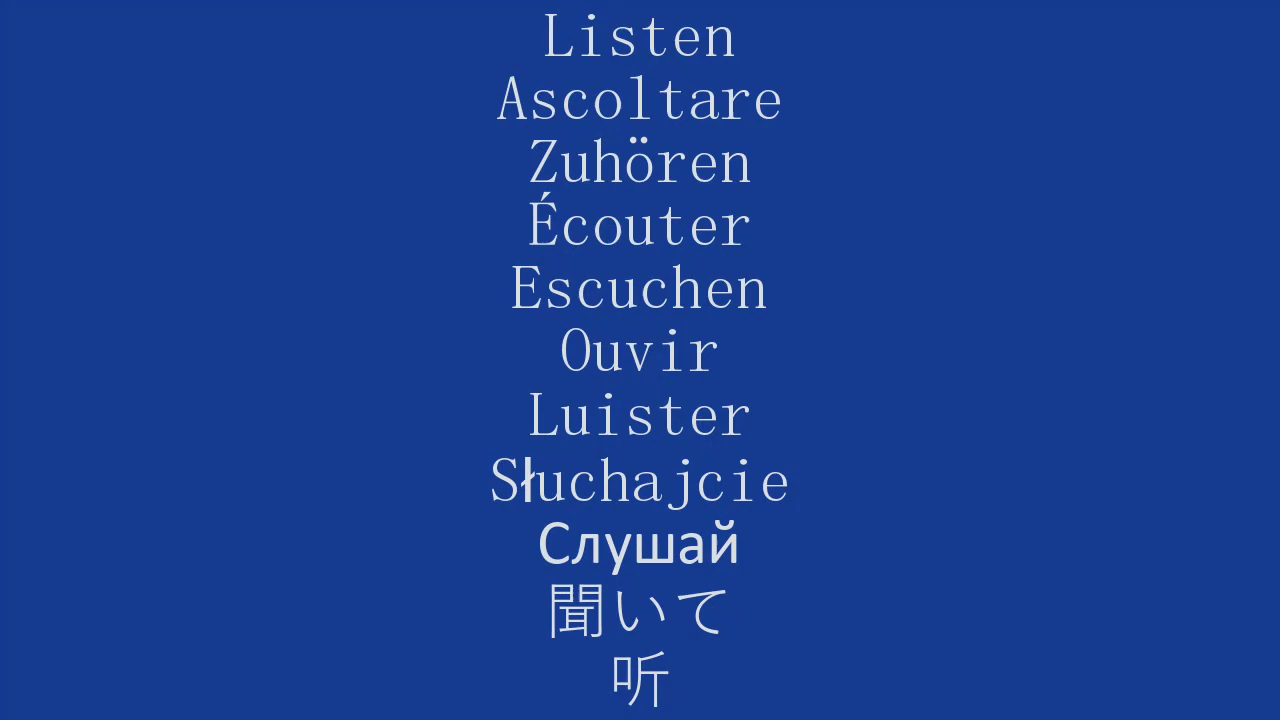 Listen
Ascoltare
Zuhören
Écouter
Escuchen
Ouvir
Luister
Słuchajcie
Слушай
聞いて
听